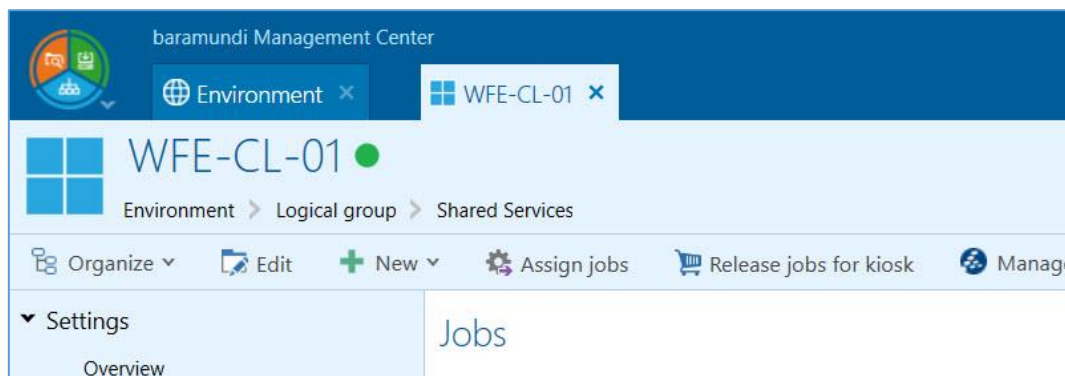 baramundi Management Center
Environment WFE-CL-01
WFE-CL-01
Environment Logical group Shared Services
Organize Edit New Assign jobs Release jobs for kiosk Manag
Settings
Jobs
Overview